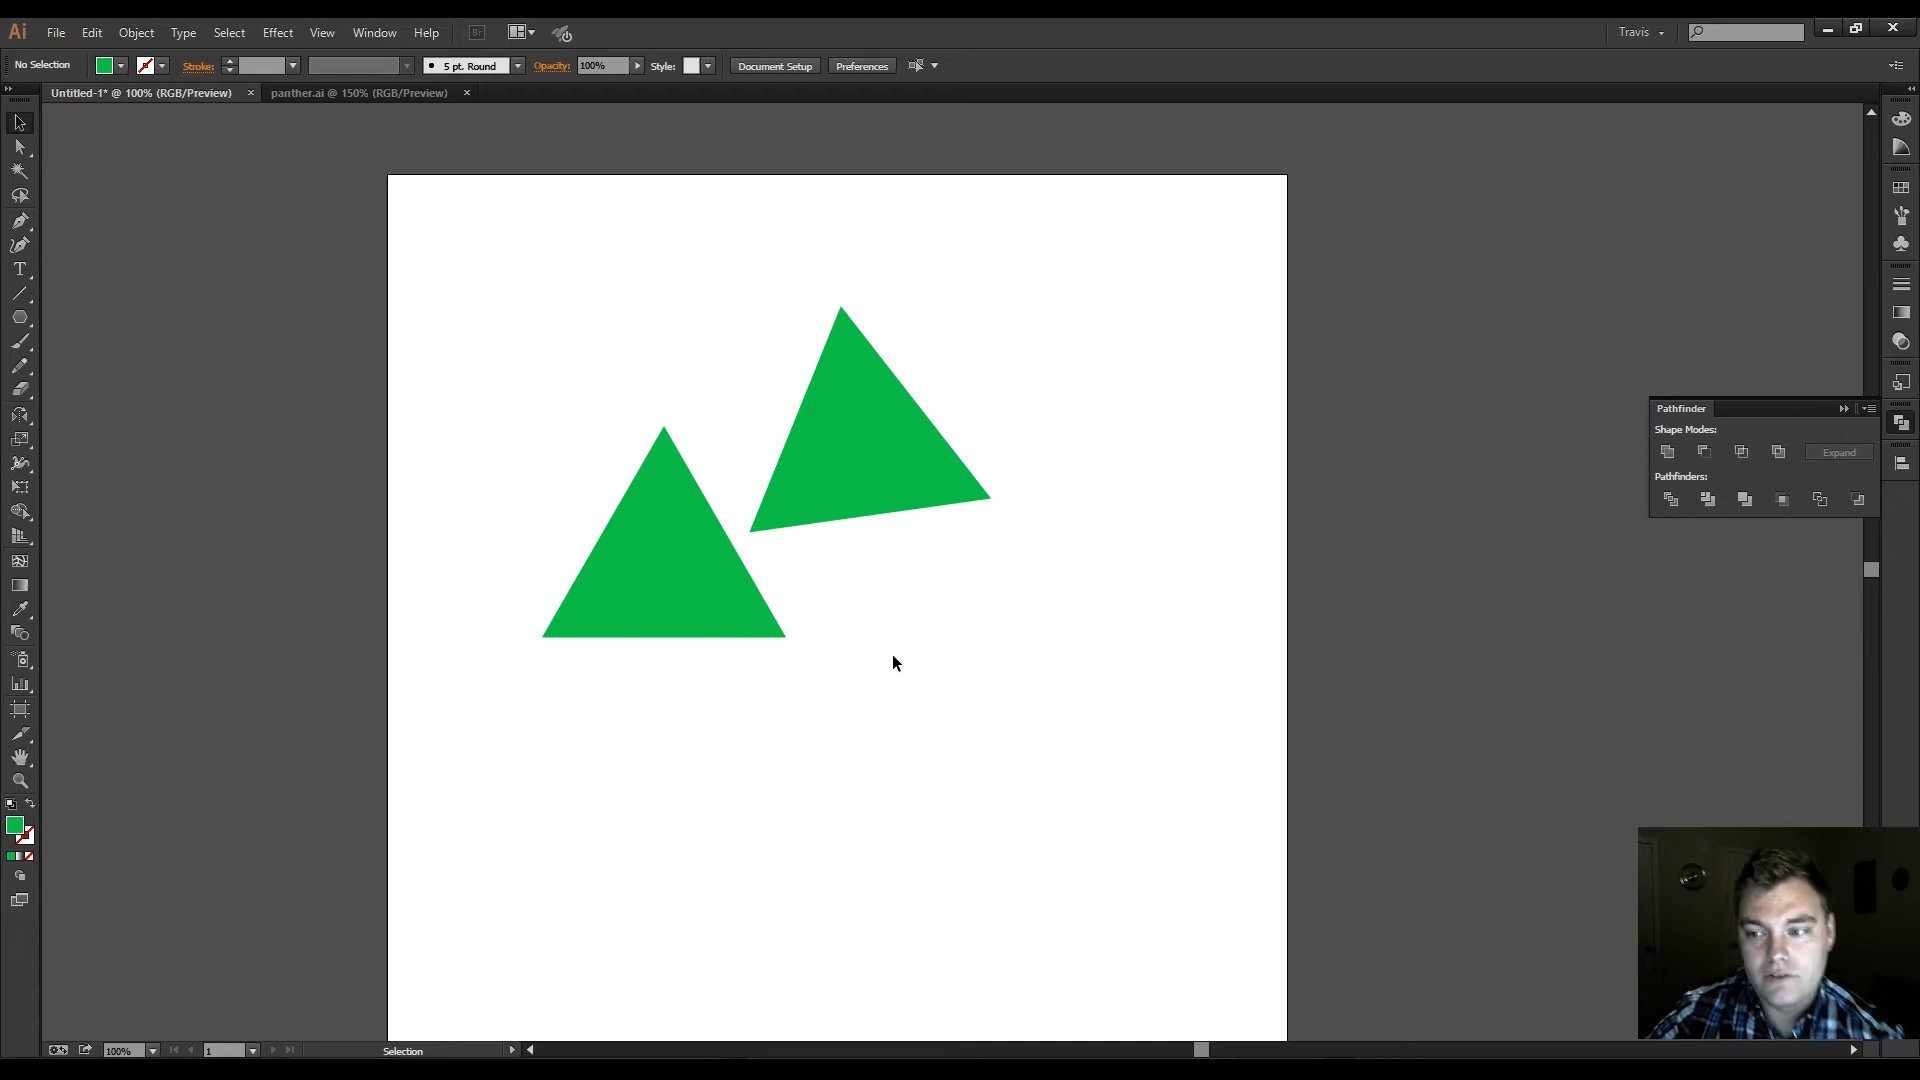 Ai File Edit Object Type Select Effect View Window Help Br Travis
No Selection Stroke: 5 pt. Round Opacity: 100% Style: Document Setup Preferences
Untitled-1* @ 100% (RGB/Preview) × panther.ai @ 150% (RGB/Preview) ×
T
Pathfinder
Shape Modes:
Expand
Pathfinders:
100% 1 Selection